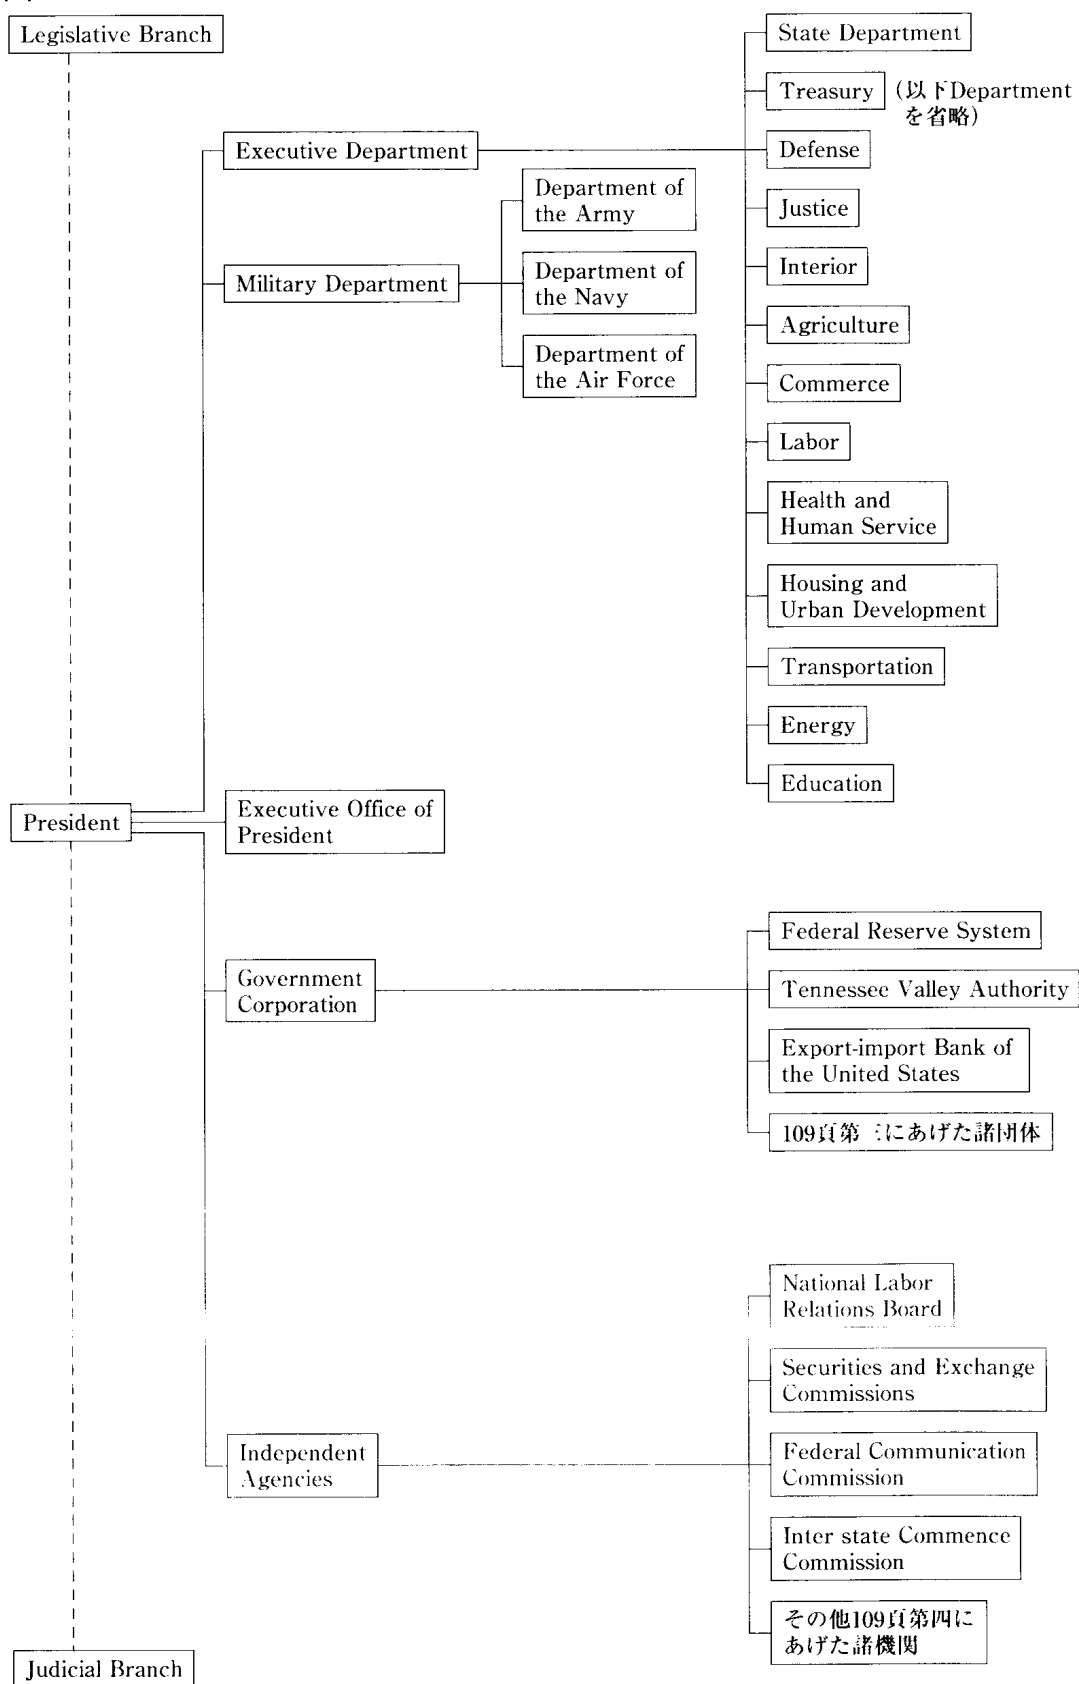 Legislative Branch
State Department
Treasury
(以下Department
を省略)
Executive Department
Defense
Department of
the Army
Justice
Military Department
Department of
the Navy
Interior
Agriculture
Department of
the Air Force
Commerce
Labor
Health and
Human Service
Housing and
Urban Development
Transportation
Energy
Education
President
Executive Office of
President
Federal Reserve System
Government
Corporation
Tennessee Valley Authority
Export-import Bank of
the United States
109頁第三にあげた諸団体
National Labor
Relations Board
Securities and Exchange
Commissions
Independent
Agencies
Federal Communication
Commission
Inter state Commence
Commission
その他109頁第四に
あげた諸機関
Judicial Branch